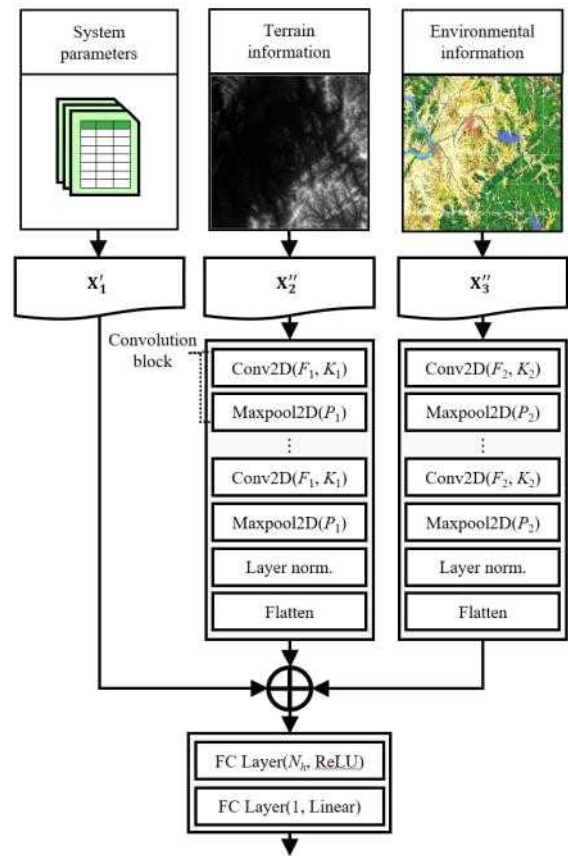 System
parameters
Terrain
information
Environmental
information
X′₁
X″₂
X″₃
Convolution
block
Conv2D(F₁, K₁)
Maxpool2D(P₁)
⋮
Conv2D(F₁, K₁)
Maxpool2D(P₁)
Layer norm.
Flatten
Conv2D(F₂, K₂)
Maxpool2D(P₂)
⋮
Conv2D(F₂, K₂)
Maxpool2D(P₂)
Layer norm.
Flatten
FC Layer(Nₕ, ReLU)
FC Layer(1, Linear)